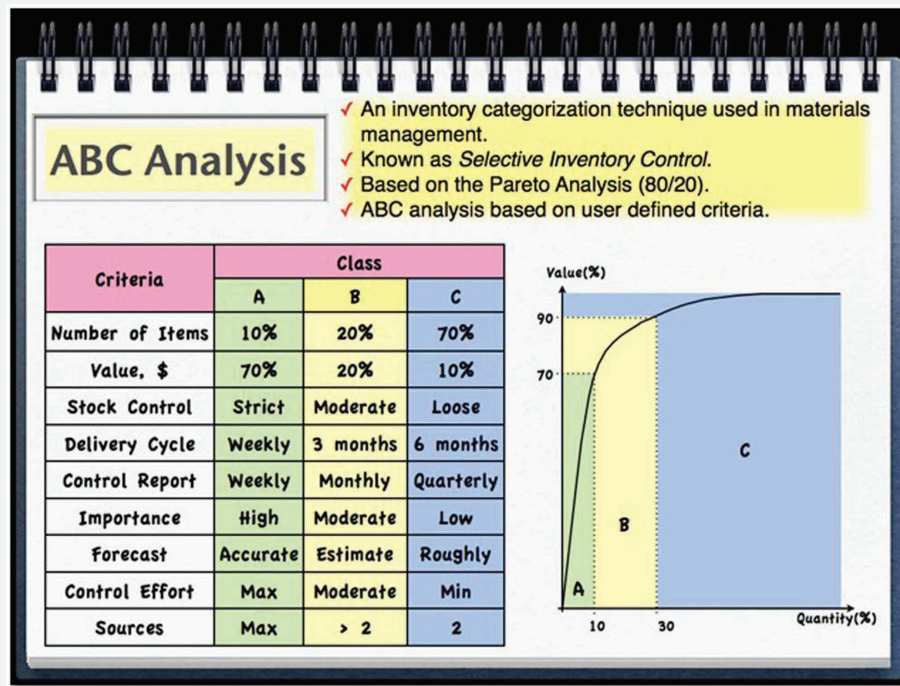 ABC Analysis
✓ An inventory categorization technique used in materials
management.
✓ Known as Selective Inventory Control.
✓ Based on the Pareto Analysis (80/20).
✓ ABC analysis based on user defined criteria.
Criteria
Class
A B C
Number of Items 10% 20% 70%
Value, $ 70% 20% 10%
Stock Control Strict Moderate Loose
Delivery Cycle Weekly 3 months 6 months
Control Report Weekly Monthly Quarterly
Importance High Moderate Low
Forecast Accurate Estimate Roughly
Control Effort Max Moderate Min
Sources Max > 2 2
Value(%)
90
70
C
B
A
10 30
Quantity(%)